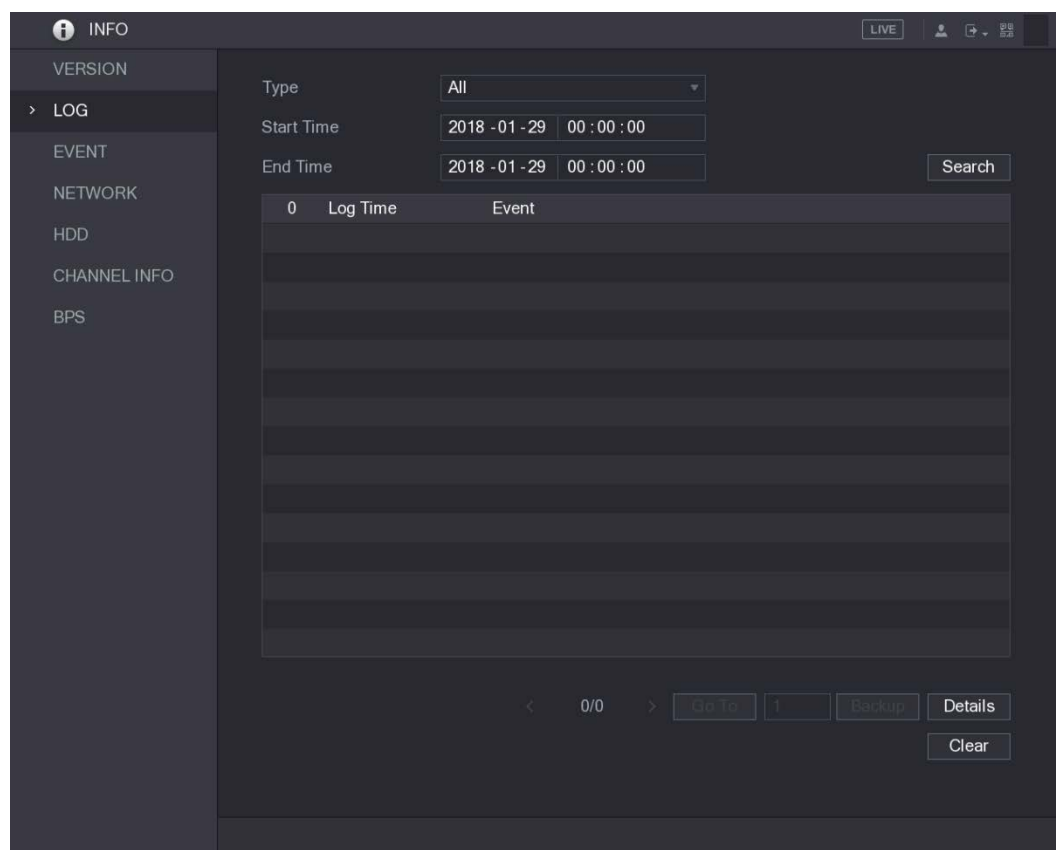 INFO LIVE
VERSION
LOG
EVENT
NETWORK
HDD
CHANNEL INFO
BPS
Type All
Start Time 2018 -01 -29 00 : 00 : 00
End Time 2018 -01 -29 00 : 00 : 00 Search
0 Log Time Event
0/0 Go To 1 Backup Details
Clear